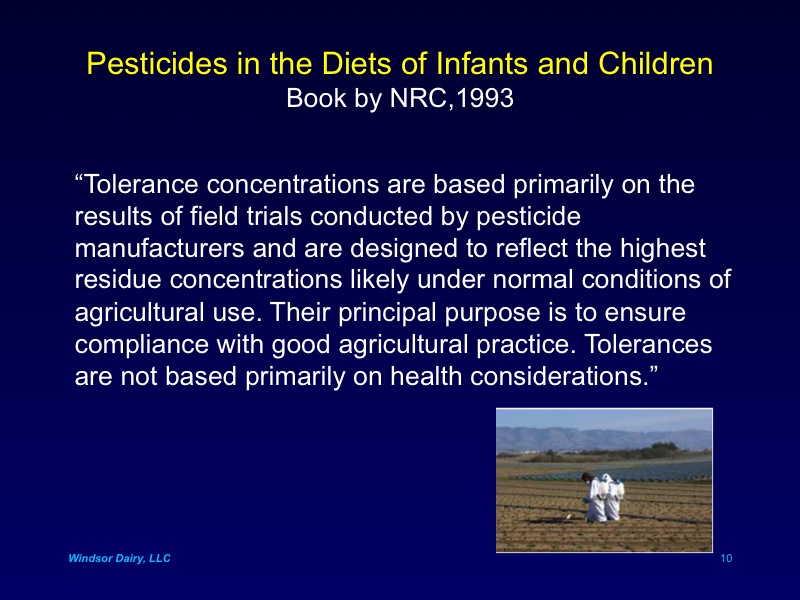 Pesticides in the Diets of Infants and Children
Book by NRC,1993
“Tolerance concentrations are based primarily on the
results of field trials conducted by pesticide
manufacturers and are designed to reflect the highest
residue concentrations likely under normal conditions of
agricultural use. Their principal purpose is to ensure
compliance with good agricultural practice. Tolerances
are not based primarily on health considerations.”
Windsor Dairy, LLC
10